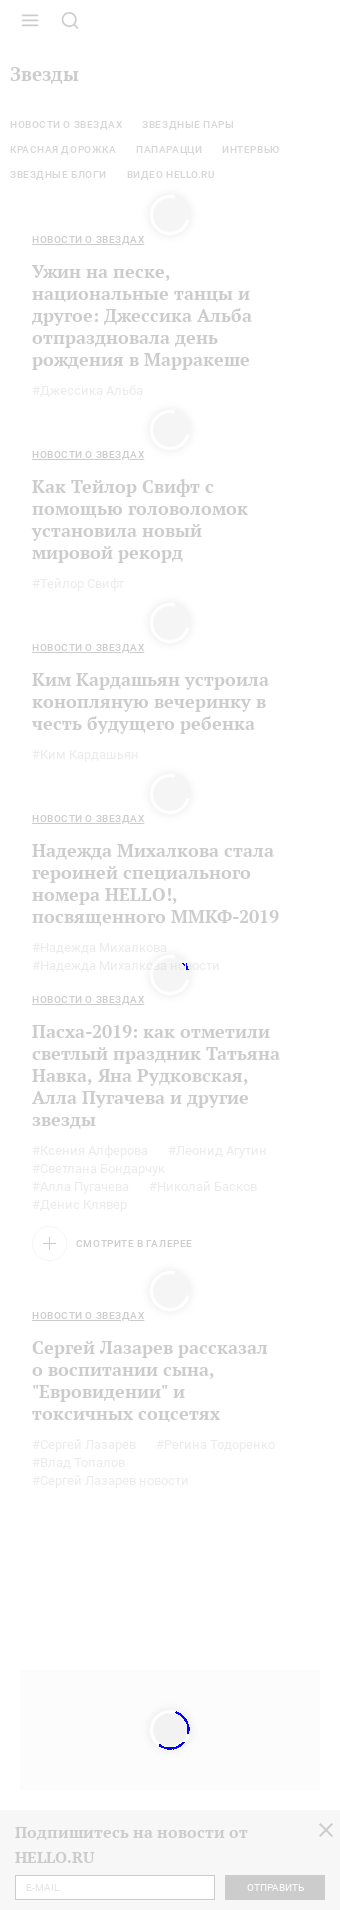 Звезды
НОВОСТИ О ЗВЕЗДАХ ЗВЕЗДНЫЕ ПАРЫ
КРАСНАЯ ДОРОЖКА ПАПАРАЦЦИ ИНТЕРВЬЮ
ЗВЕЗДНЫЕ БЛОГИ ВИДЕО HELLO.RU
НОВОСТИ О ЗВЕЗДАХ
Ужин на песке,
национальные танцы и
другое: Джессика Альба
отпраздновала день
рождения в Марракеше
#Джессика Альба
НОВОСТИ О ЗВЕЗДАХ
Как Тейлор Свифт с
помощью головоломок
установила новый
мировой рекорд
#Тейлор Свифт
НОВОСТИ О ЗВЕЗДАХ
Ким Кардашьян устроила
конопляную вечеринку в
честь будущего ребенка
#Ким Кардашьян
НОВОСТИ О ЗВЕЗДАХ
Надежда Михалкова стала
героиней специального
номера HELLO!,
посвященного ММКФ-2019
#Надежда Михалкова
#Надежда Михалкова новости
НОВОСТИ О ЗВЕЗДАХ
Пасха-2019: как отметили
светлый праздник Татьяна
Навка, Яна Рудковская,
Алла Пугачева и другие
звезды
#Ксения Алферова #Леонид Агутин
#Светлана Бондарчук
#Алла Пугачева #Николай Басков
#Денис Клявер
СМОТРИТЕ В ГАЛЕРЕЕ
НОВОСТИ О ЗВЕЗДАХ
Сергей Лазарев рассказал
о воспитании сына,
"Евровидении" и
токсичных соцсетях
#Сергей Лазарев #Регина Тодоренко
#Влад Топалов
#Сергей Лазарев новости
Подпишитесь на новости от
HELLO.RU
E-MAIL ОТПРАВИТЬ